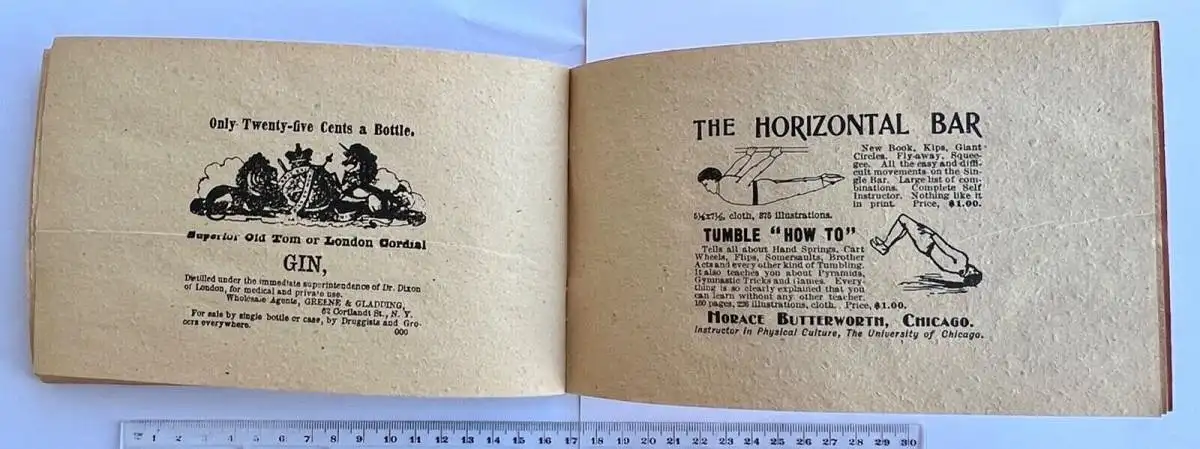 Only Twenty-five Cents a Bottle.
Superior Old Tom or London Cordial
GIN,
Distilled under the immediate superintendence of Dr. Dixon
of London, for medical and private use.
Wholesale Agents, GREENE & GLADDING,
62 Cortlandt St., N. Y.
For sale by single bottle or case, by Druggists and Gro-
cers everywhere.
000
THE HORIZONTAL BAR
New Book, Kips, Giant
Circles, Fly-away, Squee-
gee. All the easy and diffi-
cult movements on the Sin-
gle Bar. Large list of com-
binations. Complete Self
Instructor. Nothing like it
in print. Price, $1.00.
5½x7½, cloth, 875 illustrations.
TUMBLE "HOW TO"
Tells all about Hand Springs, Cart
Wheels, Flips, Somersaults, Brother
Acts and every other kind of Tumbling.
It also teaches you about Pyramids,
Gymnastic Tricks and Games. Every-
thing is so clearly explained that you
can learn without any other teacher.
160 pages, 226 illustrations, cloth. Price, $1.00.
HORACE BUTTERWORTH, CHICAGO.
Instructor in Physical Culture, The University of Chicago.
1 2 3 4 5 6 7 8 9 10 11 12 13 14 15 16 17 18 19 20 21 22 23 24 25 26 27 28 29 30